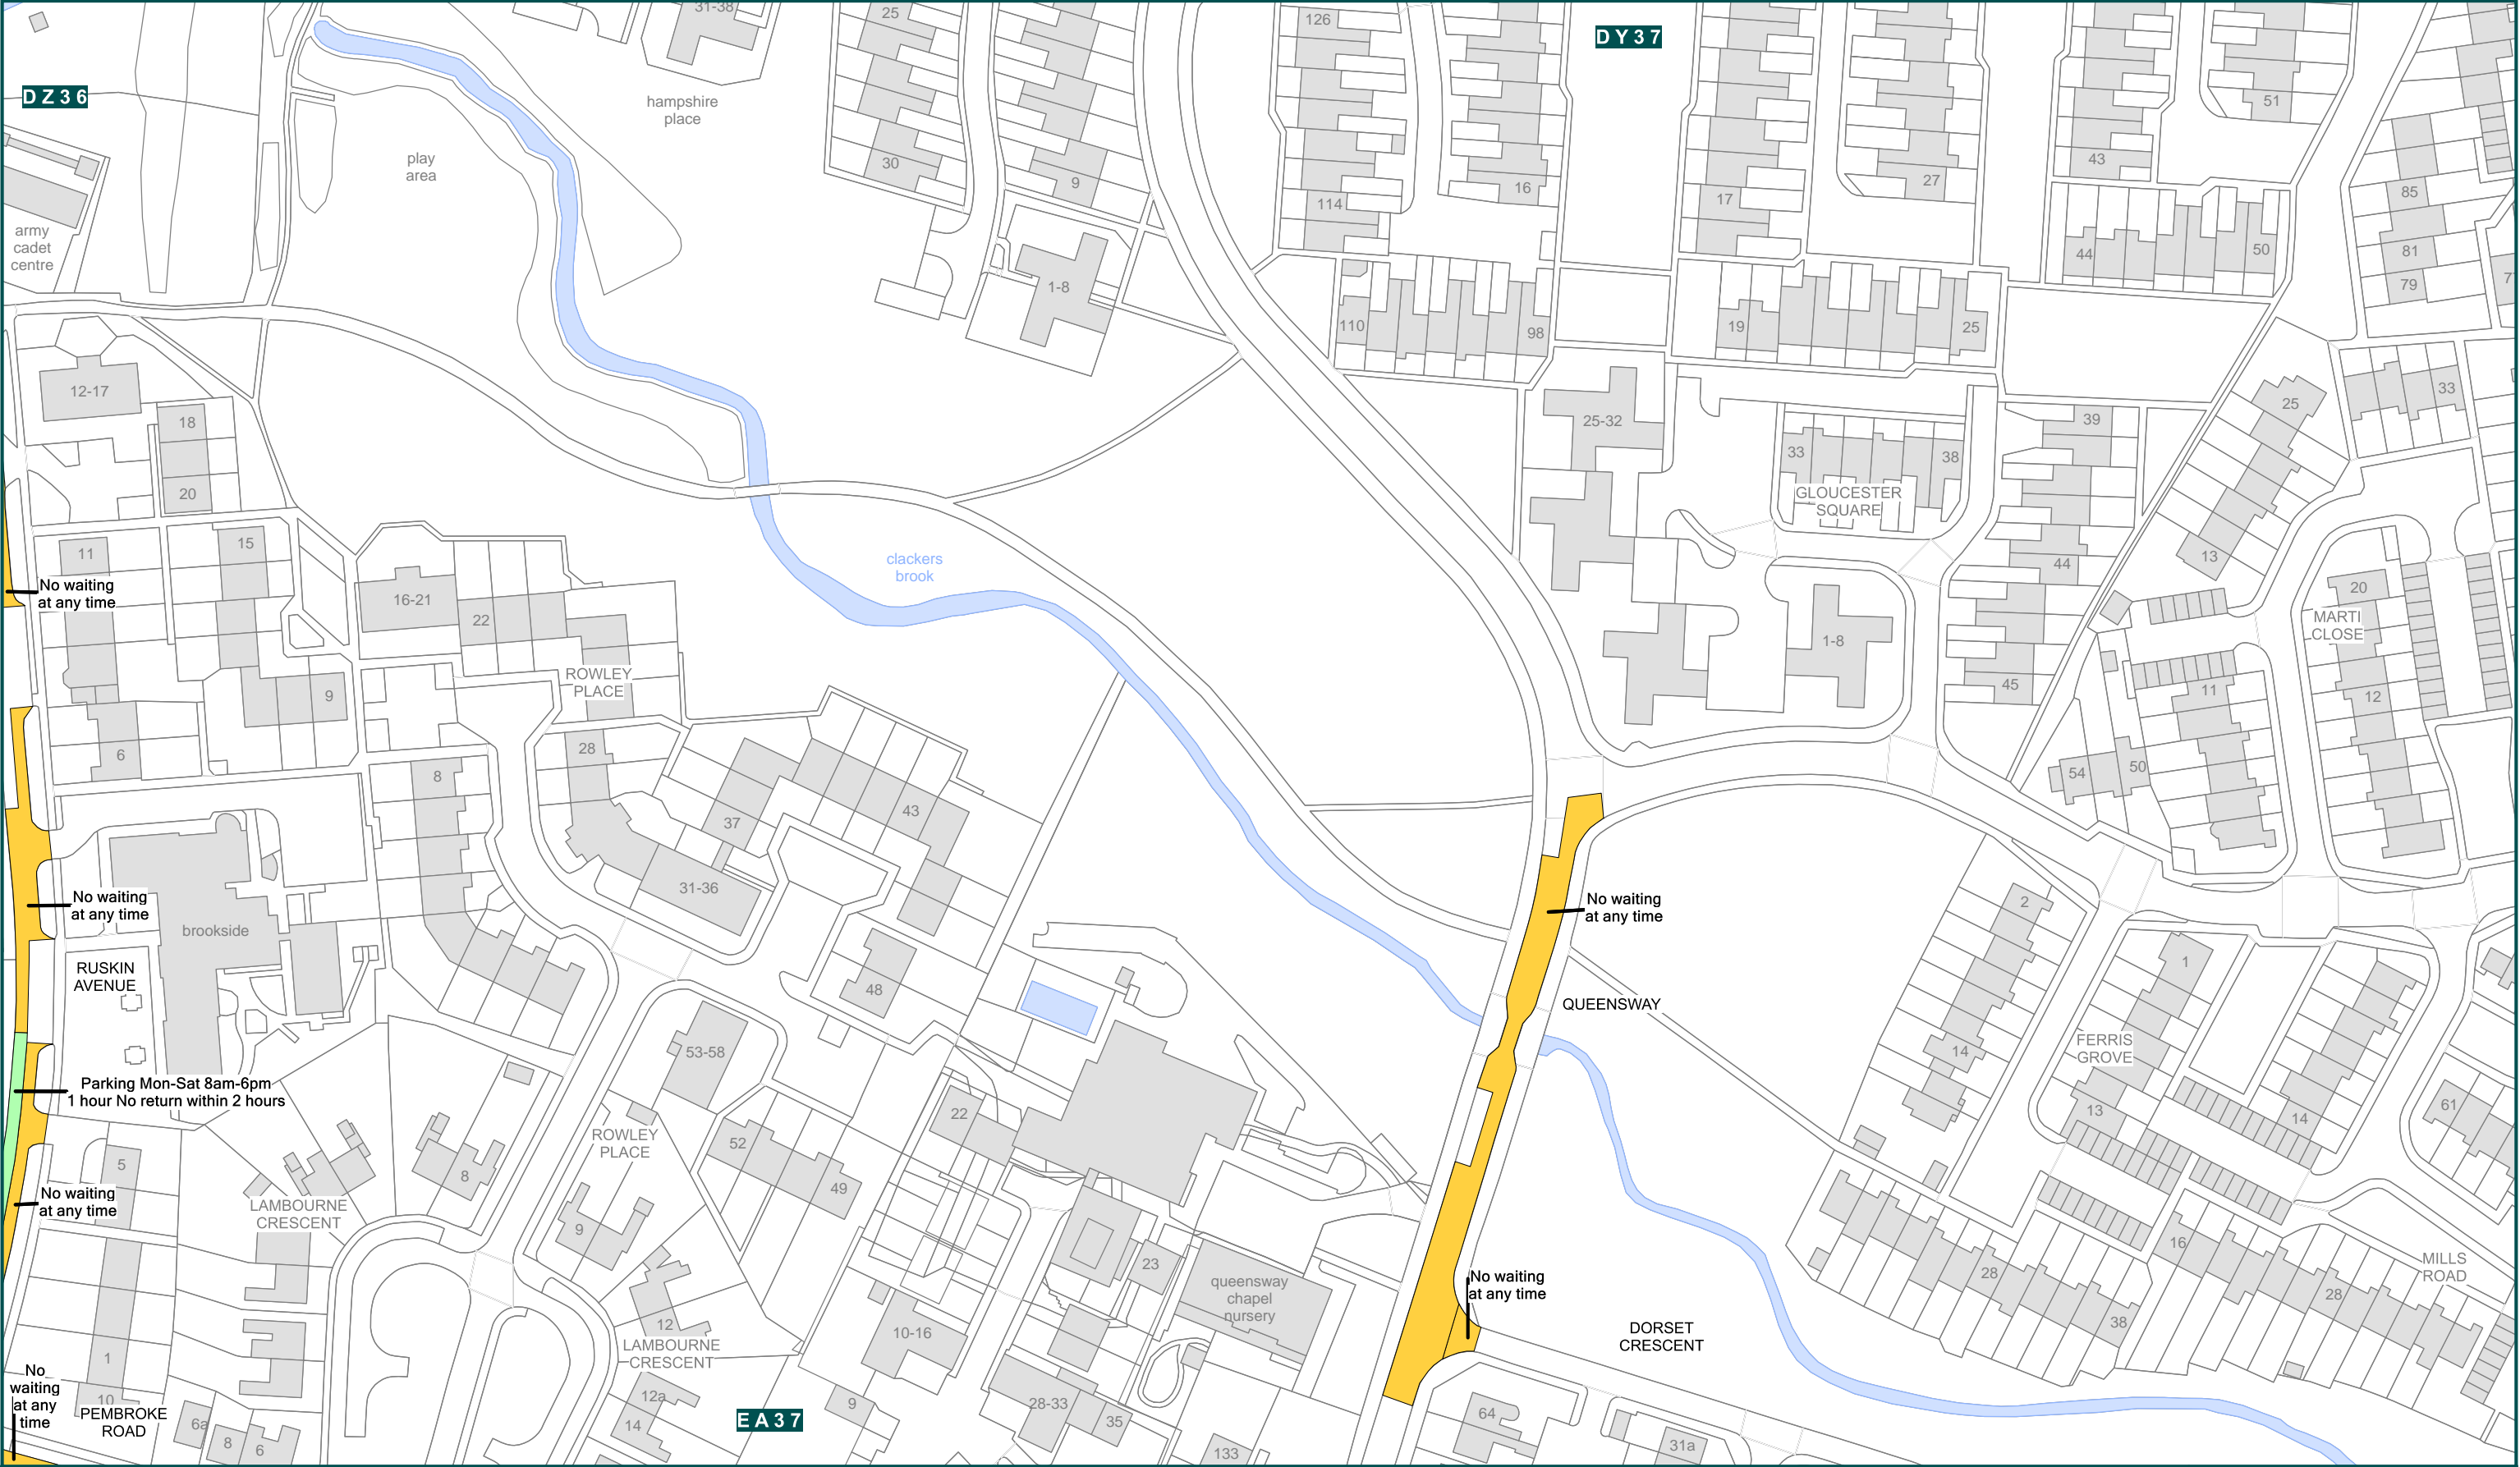 31-38
25
126
DY37
51
DZ36
hampshire
place
play
area
30
9
114
16
17
27
43
85
81
79
7
army
cadet
centre
1-8
44
50
110
98
19
25
12-17
18
20
25-32
33
38
39
25
33
GLOUCESTER
SQUARE
11
15
13
44
clackers
brook
No waiting
at any time
16-21
22
20
MARTI
CLOSE
1-8
ROWLEY
PLACE
9
45
11
12
6
28
8
54
50
43
37
31-36
2
No waiting
at any time
No waiting
at any time
brookside
RUSKIN
AVENUE
48
1
QUEENSWAY
53-58
14
FERRIS
GROVE
Parking Mon-Sat 8am-6pm
1 hour No return within 2 hours
22
13
14
61
ROWLEY
PLACE
52
49
5
8
No waiting
at any time
LAMBOURNE
CRESCENT
9
23
16
28
MILLS
ROAD
queensway
chapel
nursery
No waiting
at any time
28
38
12
10-16
DORSET
CRESCENT
LAMBOURNE
CRESCENT
1
No
waiting
at any
time
10
12a
14
9
28-33
35
64
PEMBROKE
ROAD
6a
8
6
EA37
133
31a